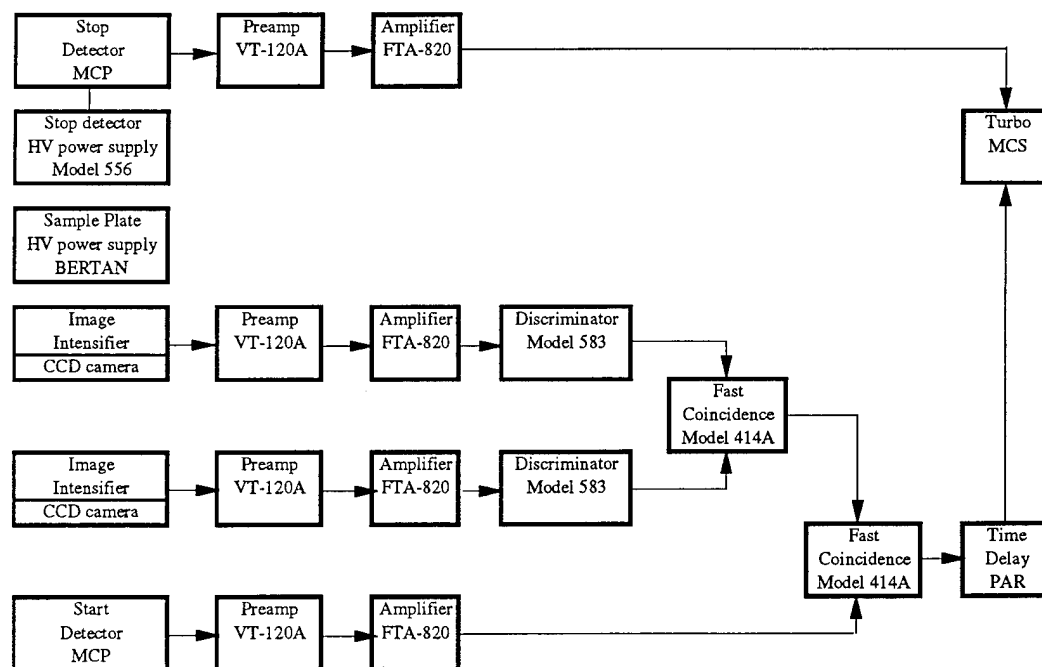 Stop
Detector
MCP
Preamp
VT-120A
Amplifier
FTA-820
Stop detector
HV power supply
Model 556
Turbo
MCS
Sample Plate
HV power supply
BERTAN
Image
Intensifier
CCD camera
Preamp
VT-120A
Amplifier
FTA-820
Discriminator
Model 583
Fast
Coincidence
Model 414A
Image
Intensifier
CCD camera
Preamp
VT-120A
Amplifier
FTA-820
Discriminator
Model 583
Fast
Coincidence
Model 414A
Time
Delay
PAR
Start
Detector
MCP
Preamp
VT-120A
Amplifier
FTA-820